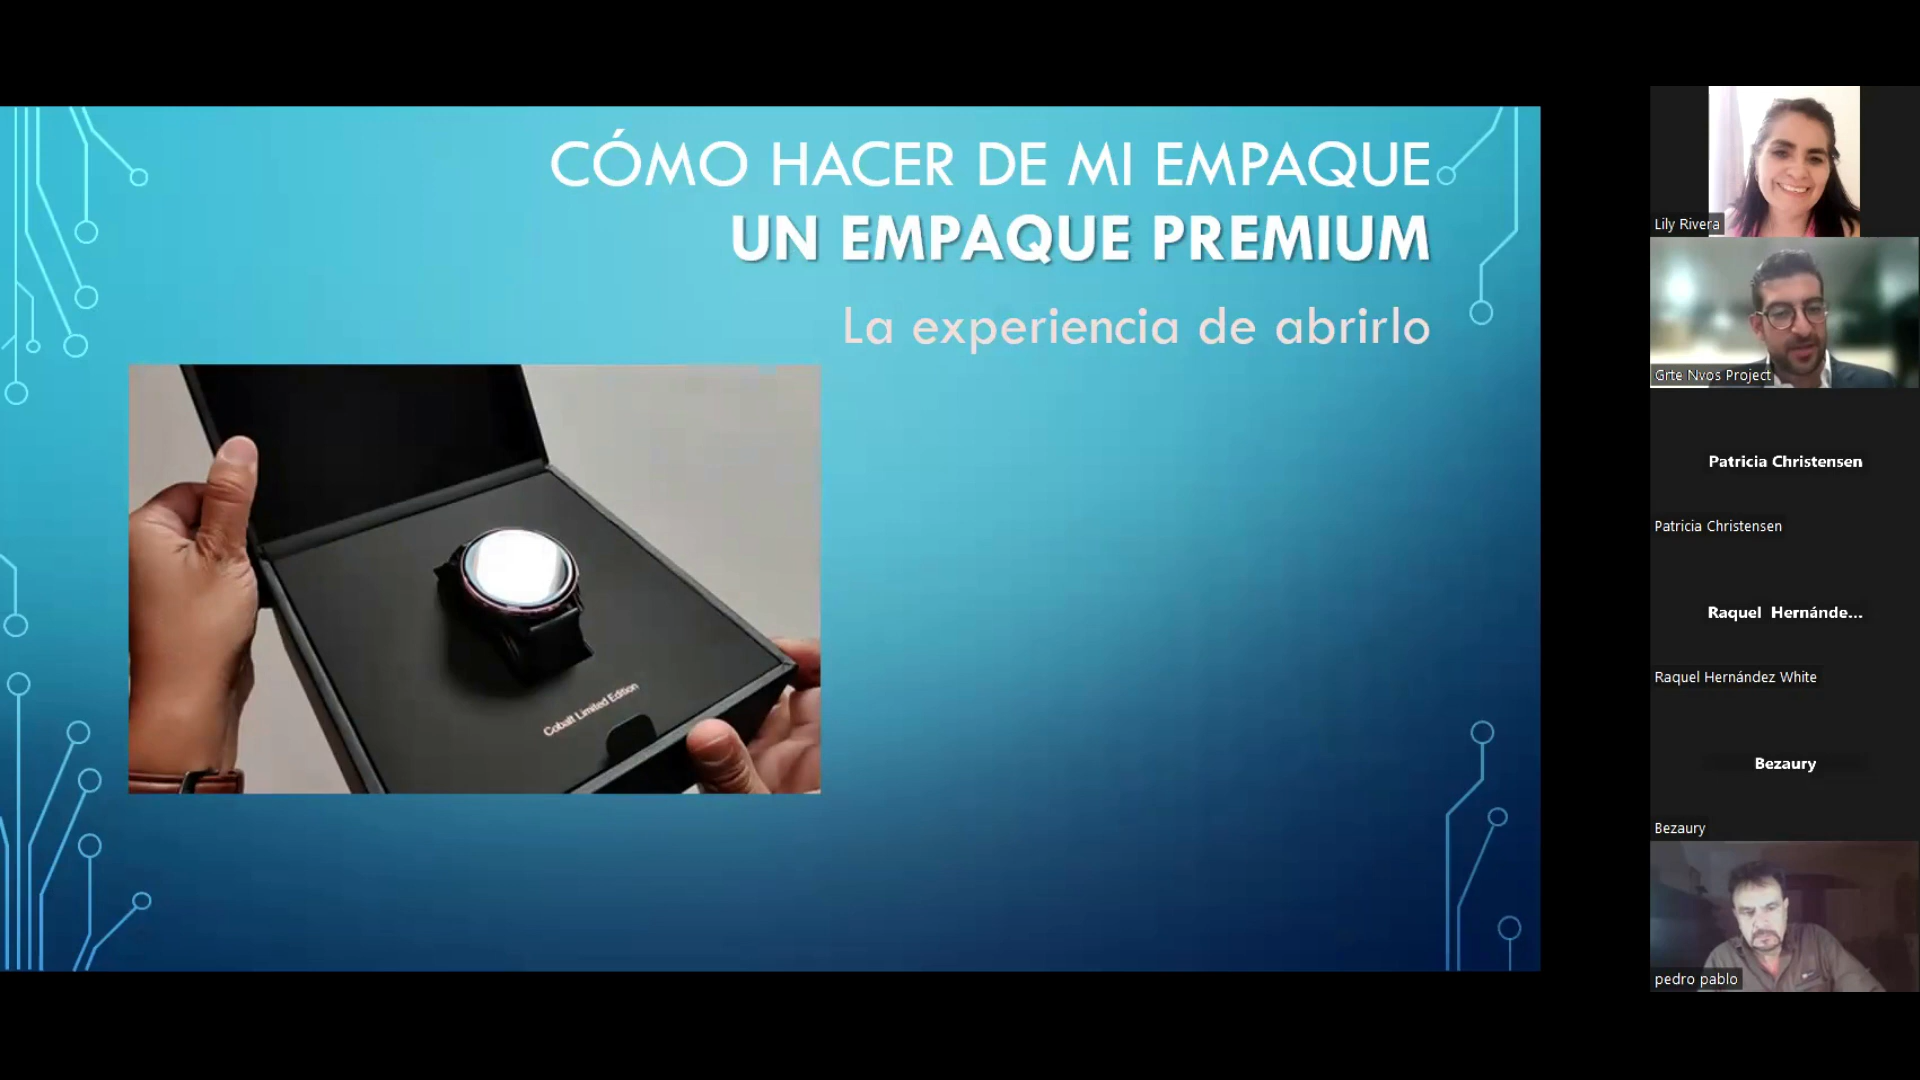 CÓMO HACER DE MI EMPAQUE
UN EMPAQUE PREMIUM
La experiencia de abrirlo
Cobalt Limited Edition
Lily Rivera
Grte Nvos Project
Patricia Christensen
Patricia Christensen
Raquel Hernánde...
Raquel Hernández White
Bezaury
Bezaury
pedro pablo